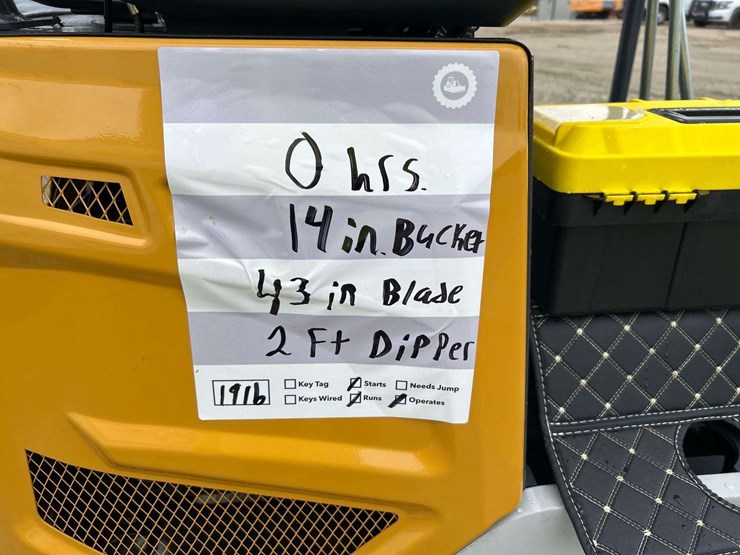 0 hrs.
14 in. Bucket
43 in Blade
2 Ft Dipper
1916 Key Tag Starts Needs Jump
Keys Wired Runs Operates